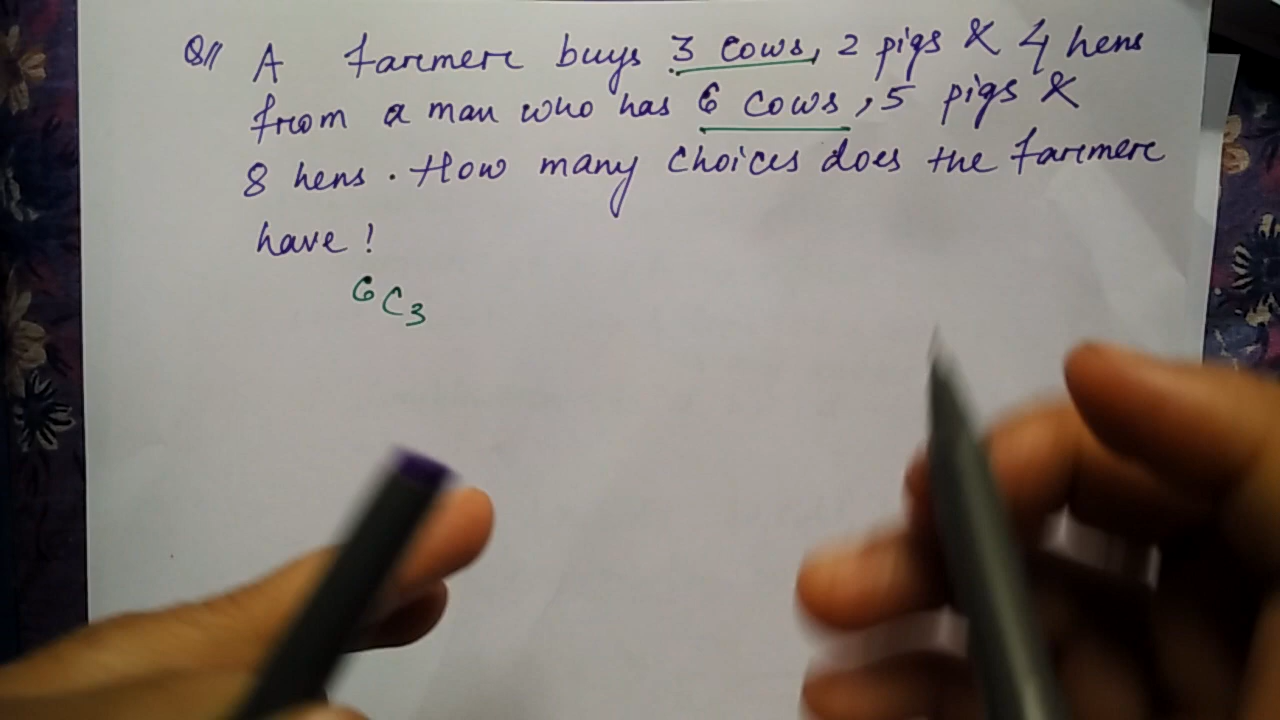 Q// A farmer buys 3 cows, 2 pigs & 4 hens
from a man who has 6 cows, 5 pigs &
8 hens. How many choices does the farmer
have!
6C3